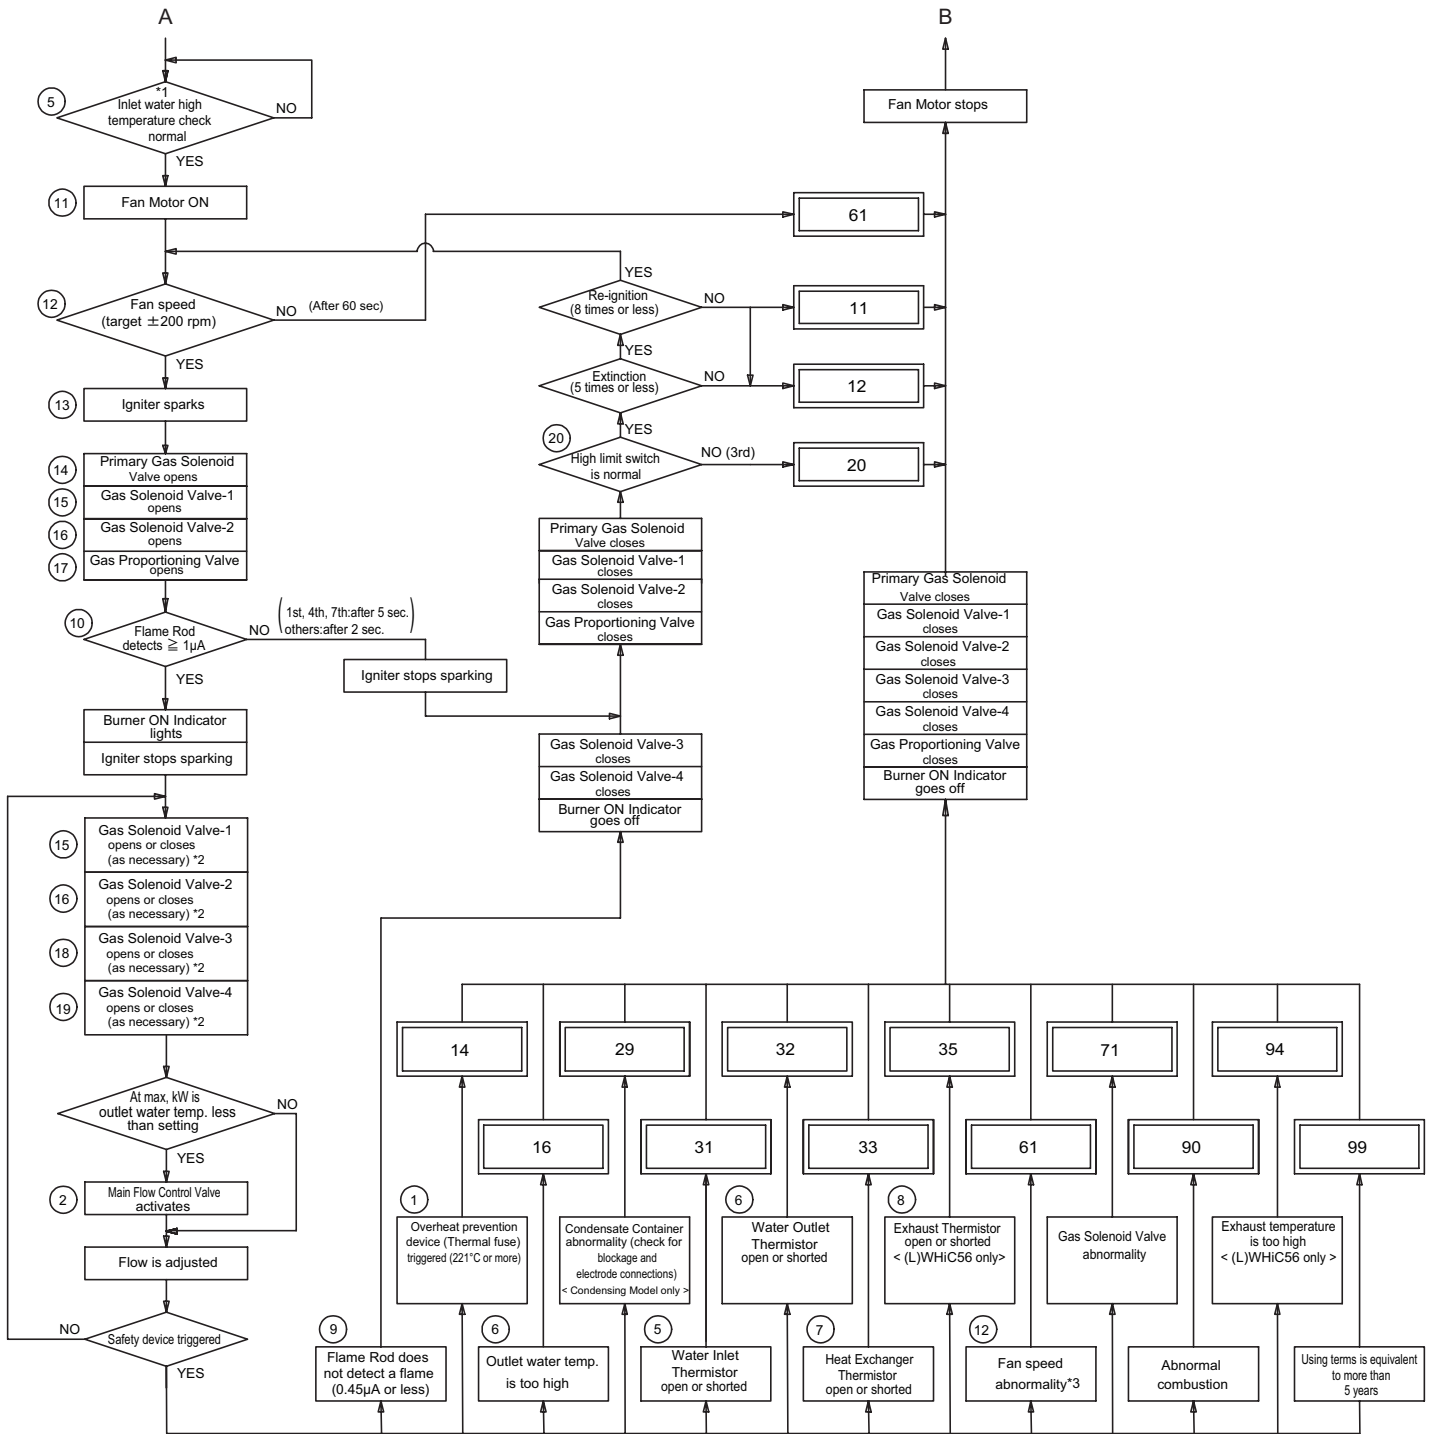 A
B
*1
5
Inlet water high
temperature check
normal
NO
YES
11
Fan Motor ON
12
Fan speed
(target ±200 rpm)
NO
(After 60 sec)
YES
13
Igniter sparks
14
Primary Gas Solenoid
Valve opens
15
Gas Solenoid Valve-1
opens
16
Gas Solenoid Valve-2
opens
17
Gas Proportioning Valve
opens
10
Flame Rod
detects ≧ 1µA
NO
(1st, 4th, 7th:after 5 sec.
others:after 2 sec.)
Igniter stops sparking
YES
Burner ON Indicator
lights
Igniter stops sparking
15
Gas Solenoid Valve-1
opens or closes
(as necessary) *2
16
Gas Solenoid Valve-2
opens or closes
(as necessary) *2
18
Gas Solenoid Valve-3
opens or closes
(as necessary) *2
19
Gas Solenoid Valve-4
opens or closes
(as necessary) *2
At max, kW is
outlet water temp. less
than setting
NO
YES
2
Main Flow Control Valve
activates
Flow is adjusted
NO
Safety device triggered
YES
Fan Motor stops
61
YES
Re-ignition
(8 times or less)
NO
11
YES
Extinction
(5 times or less)
NO
12
YES
20
High limit switch
is normal
NO (3rd)
20
Primary Gas Solenoid
Valve closes
Gas Solenoid Valve-1
closes
Gas Solenoid Valve-2
closes
Gas Proportioning Valve
closes
Gas Solenoid Valve-3
closes
Gas Solenoid Valve-4
closes
Burner ON Indicator
goes off
Primary Gas Solenoid
Valve closes
Gas Solenoid Valve-1
closes
Gas Solenoid Valve-2
closes
Gas Solenoid Valve-3
closes
Gas Solenoid Valve-4
closes
Gas Proportioning Valve
closes
Burner ON Indicator
goes off
14
29
32
35
71
94
16
31
33
61
90
99
1
Overheat prevention
device (Thermal fuse)
triggered (221°C or more)
Condensate Container
abnormality (check for
blockage and
electrode connections)
< Condensing Model only >
6
Water Outlet
Thermistor
open or shorted
8
Exhaust Thermistor
open or shorted
< (L)WHiC56 only>
Gas Solenoid Valve
abnormality
Exhaust temperature
is too high
< (L)WHiC56 only >
9
Flame Rod does
not detect a flame
(0.45µA or less)
6
Outlet water temp.
is too high
5
Water Inlet
Thermistor
open or shorted
7
Heat Exchanger
Thermistor
open or shorted
12
Fan speed
abnormality*3
Abnormal
combustion
Using terms is equivalent
to more than
5 years